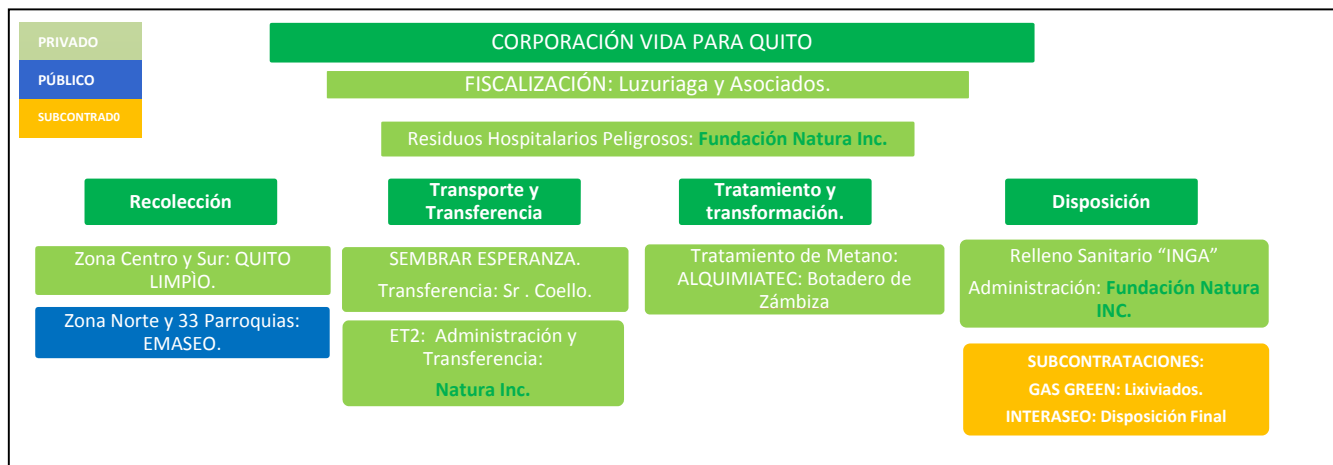 PRIVADO
PÚBLICO
SUBCONTRAD0
CORPORACIÓN VIDA PARA QUITO
FISCALIZACIÓN: Luzuriaga y Asociados.
Residuos Hospitalarios Peligrosos: Fundación Natura Inc.
Recolección
Zona Centro y Sur: QUITO
LIMPÌO.
Zona Norte y 33 Parroquias:
EMASEO.
Transporte y
Transferencia
SEMBRAR ESPERANZA.
Transferencia: Sr . Coello.
ET2: Administración y
Transferencia:
Natura Inc.
Tratamiento y
transformación.
Tratamiento de Metano:
ALQUIMIATEC: Botadero de
Zámbiza
Disposición
Relleno Sanitario “INGA”
Administración: Fundación Natura
INC.
SUBCONTRATACIONES:
GAS GREEN: Lixiviados.
INTERASEO: Disposición Final